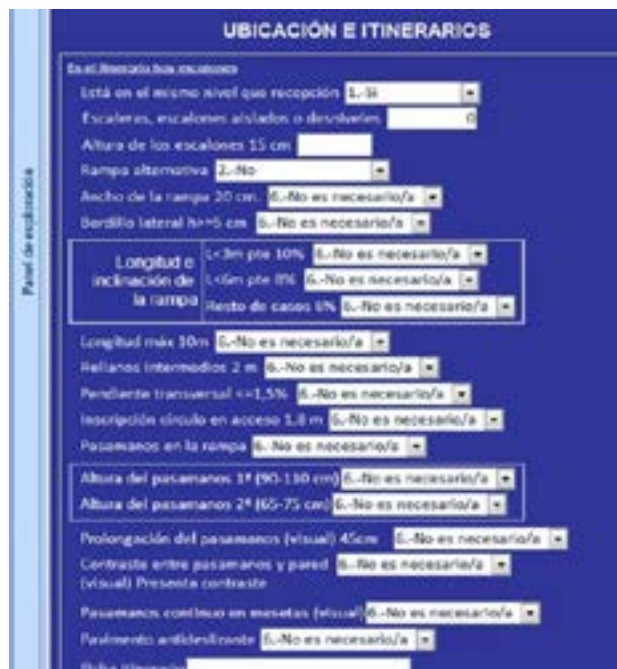 UBICACIÓN E ITINERARIOS
En el itinerario hay escalones
Está en el mismo nivel que recepción 1.-Si
Escaleras, escalones aislados o desniveles 0
Altura de los escalones 15 cm
Rampa alternativa 2.-No
Ancho de la rampa 20 cm. 6.-No es necesario/a
Bordillo lateral h>=5 cm 6.-No es necesario/a
Longitud e inclinación de la rampa
L<3m pte 10% 6.-No es necesario/a
L<6m pte 8% 6.-No es necesario/a
Resto de casos 6% 6.-No es necesario/a
Longitud máx 10m 6.-No es necesario/a
Rellanos intermedios 2 m 6.-No es necesario/a
Pendiente transversal <=1,5% 6.-No es necesario/a
Inscripción círculo en acceso 1.8 m 6.-No es necesario/a
Pasamanos en la rampa 6.-No es necesario/a
Altura del pasamanos 1ª (90-110 cm) 6.-No es necesario/a
Altura del pasamanos 2ª (65-75 cm) 6.-No es necesario/a
Prolongación del pasamanos (visual) 45cm 6.-No es necesario/a
Contraste entre pasamanos y pared 6.-No es necesario/a
(visual) Presenta contraste
Pasamanos continuo en mesetas (visual) 6.-No es necesario/a
Pavimento antideslizante 6.-No es necesario/a
Panel de exploración